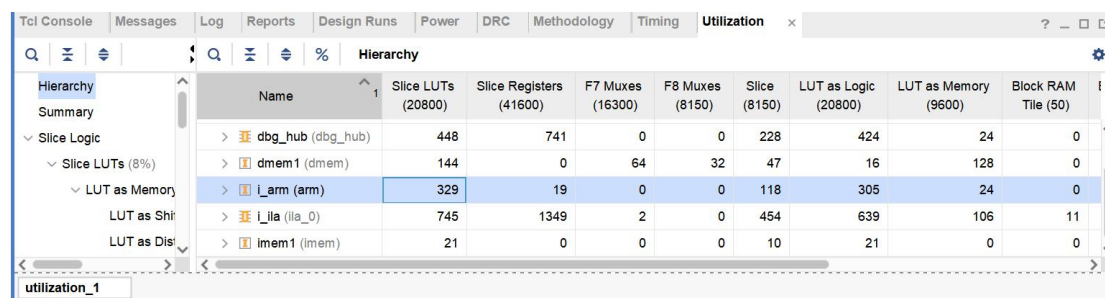 Tcl Console Messages Log Reports Design Runs Power DRC Methodology Timing Utilization × ? _
% Hierarchy
Hierarchy
Summary
Slice Logic
Slice LUTs (8%)
LUT as Memory
LUT as Shi
LUT as Dis
Name 1 Slice LUTs (20800) Slice Registers (41600) F7 Muxes (16300) F8 Muxes (8150) Slice (8150) LUT as Logic (20800) LUT as Memory (9600) Block RAM Tile (50)
> dbg_hub (dbg_hub) 448 741 0 0 228 424 24 0
> dmem1 (dmem) 144 0 64 32 47 16 128 0
> i_arm (arm) 329 19 0 0 118 305 24 0
> i_ila (ila_0) 745 1349 2 0 454 639 106 11
> imem1 (imem) 21 0 0 0 10 21 0 0
utilization_1